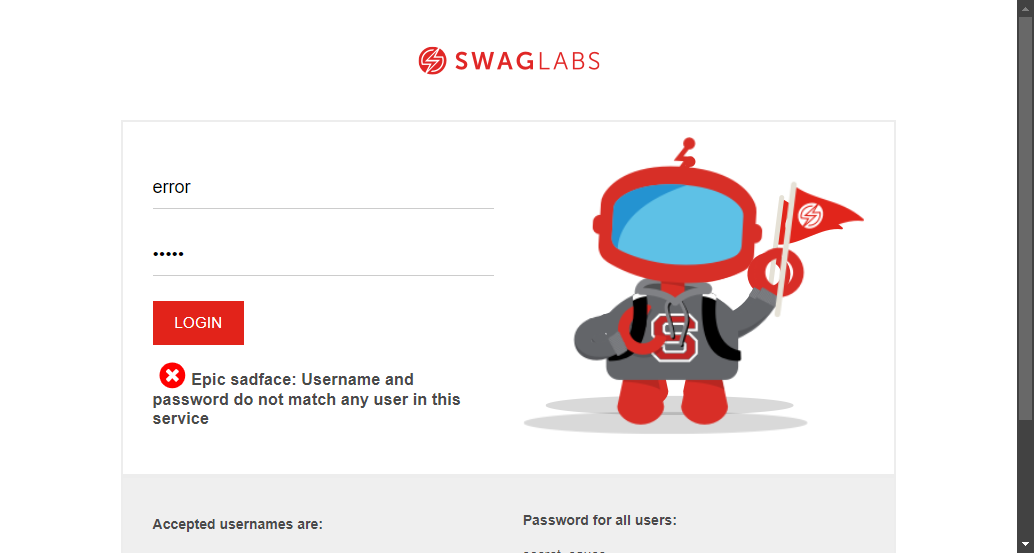 SWAGLABS
error
•••••
LOGIN
Epic sadface: Username and
password do not match any user in this
service
S
Accepted usernames are:
Password for all users: